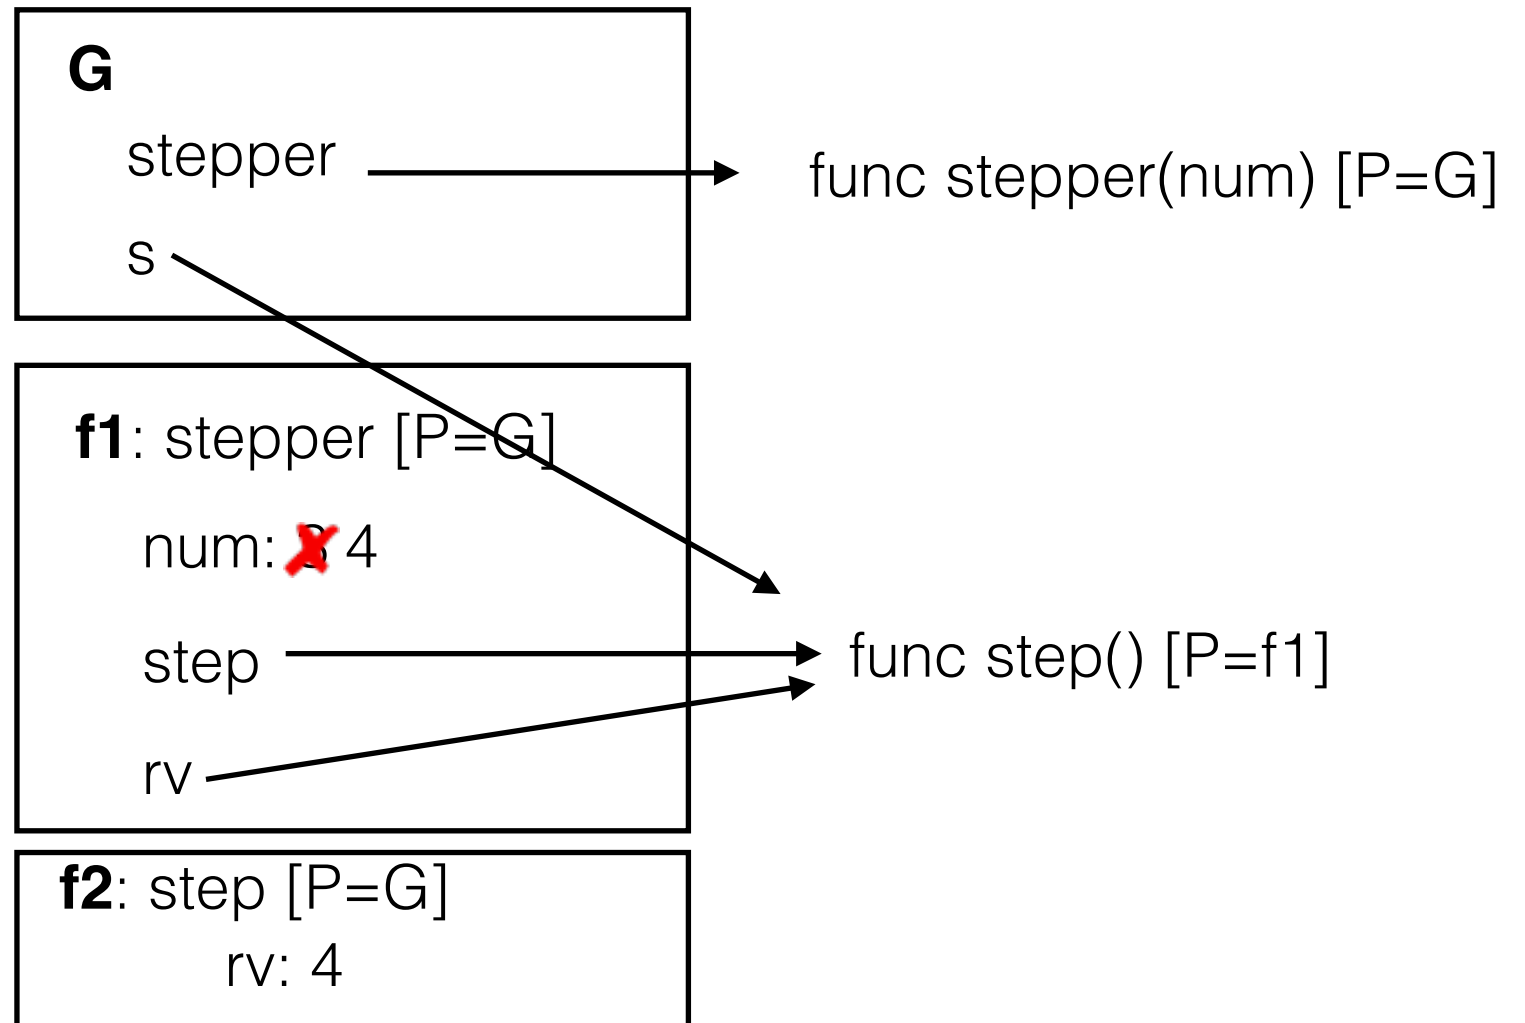 G
stepper
func stepper(num) [P=G]
s
f1: stepper [P=G]
num: 3 4
step
func step() [P=f1]
rv
f2: step [P=G]
rv: 4